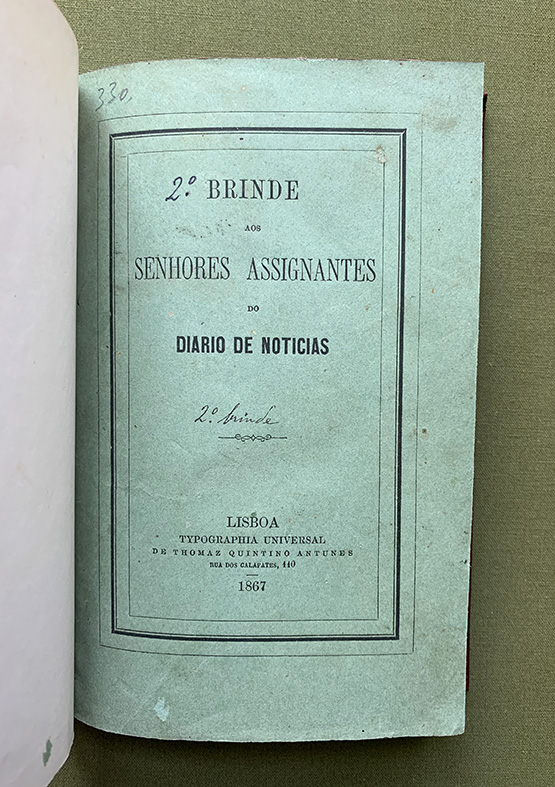 330,
2.º BRINDE
AOS
SENHORES ASSIGNANTES
DO
DIARIO DE NOTICIAS
2.º brinde
LISBOA
TYPOGRAPHIA UNIVERSAL
DE THOMAZ QUINTINO ANTUNES
RUA DOS CALAFATES, 110
1867